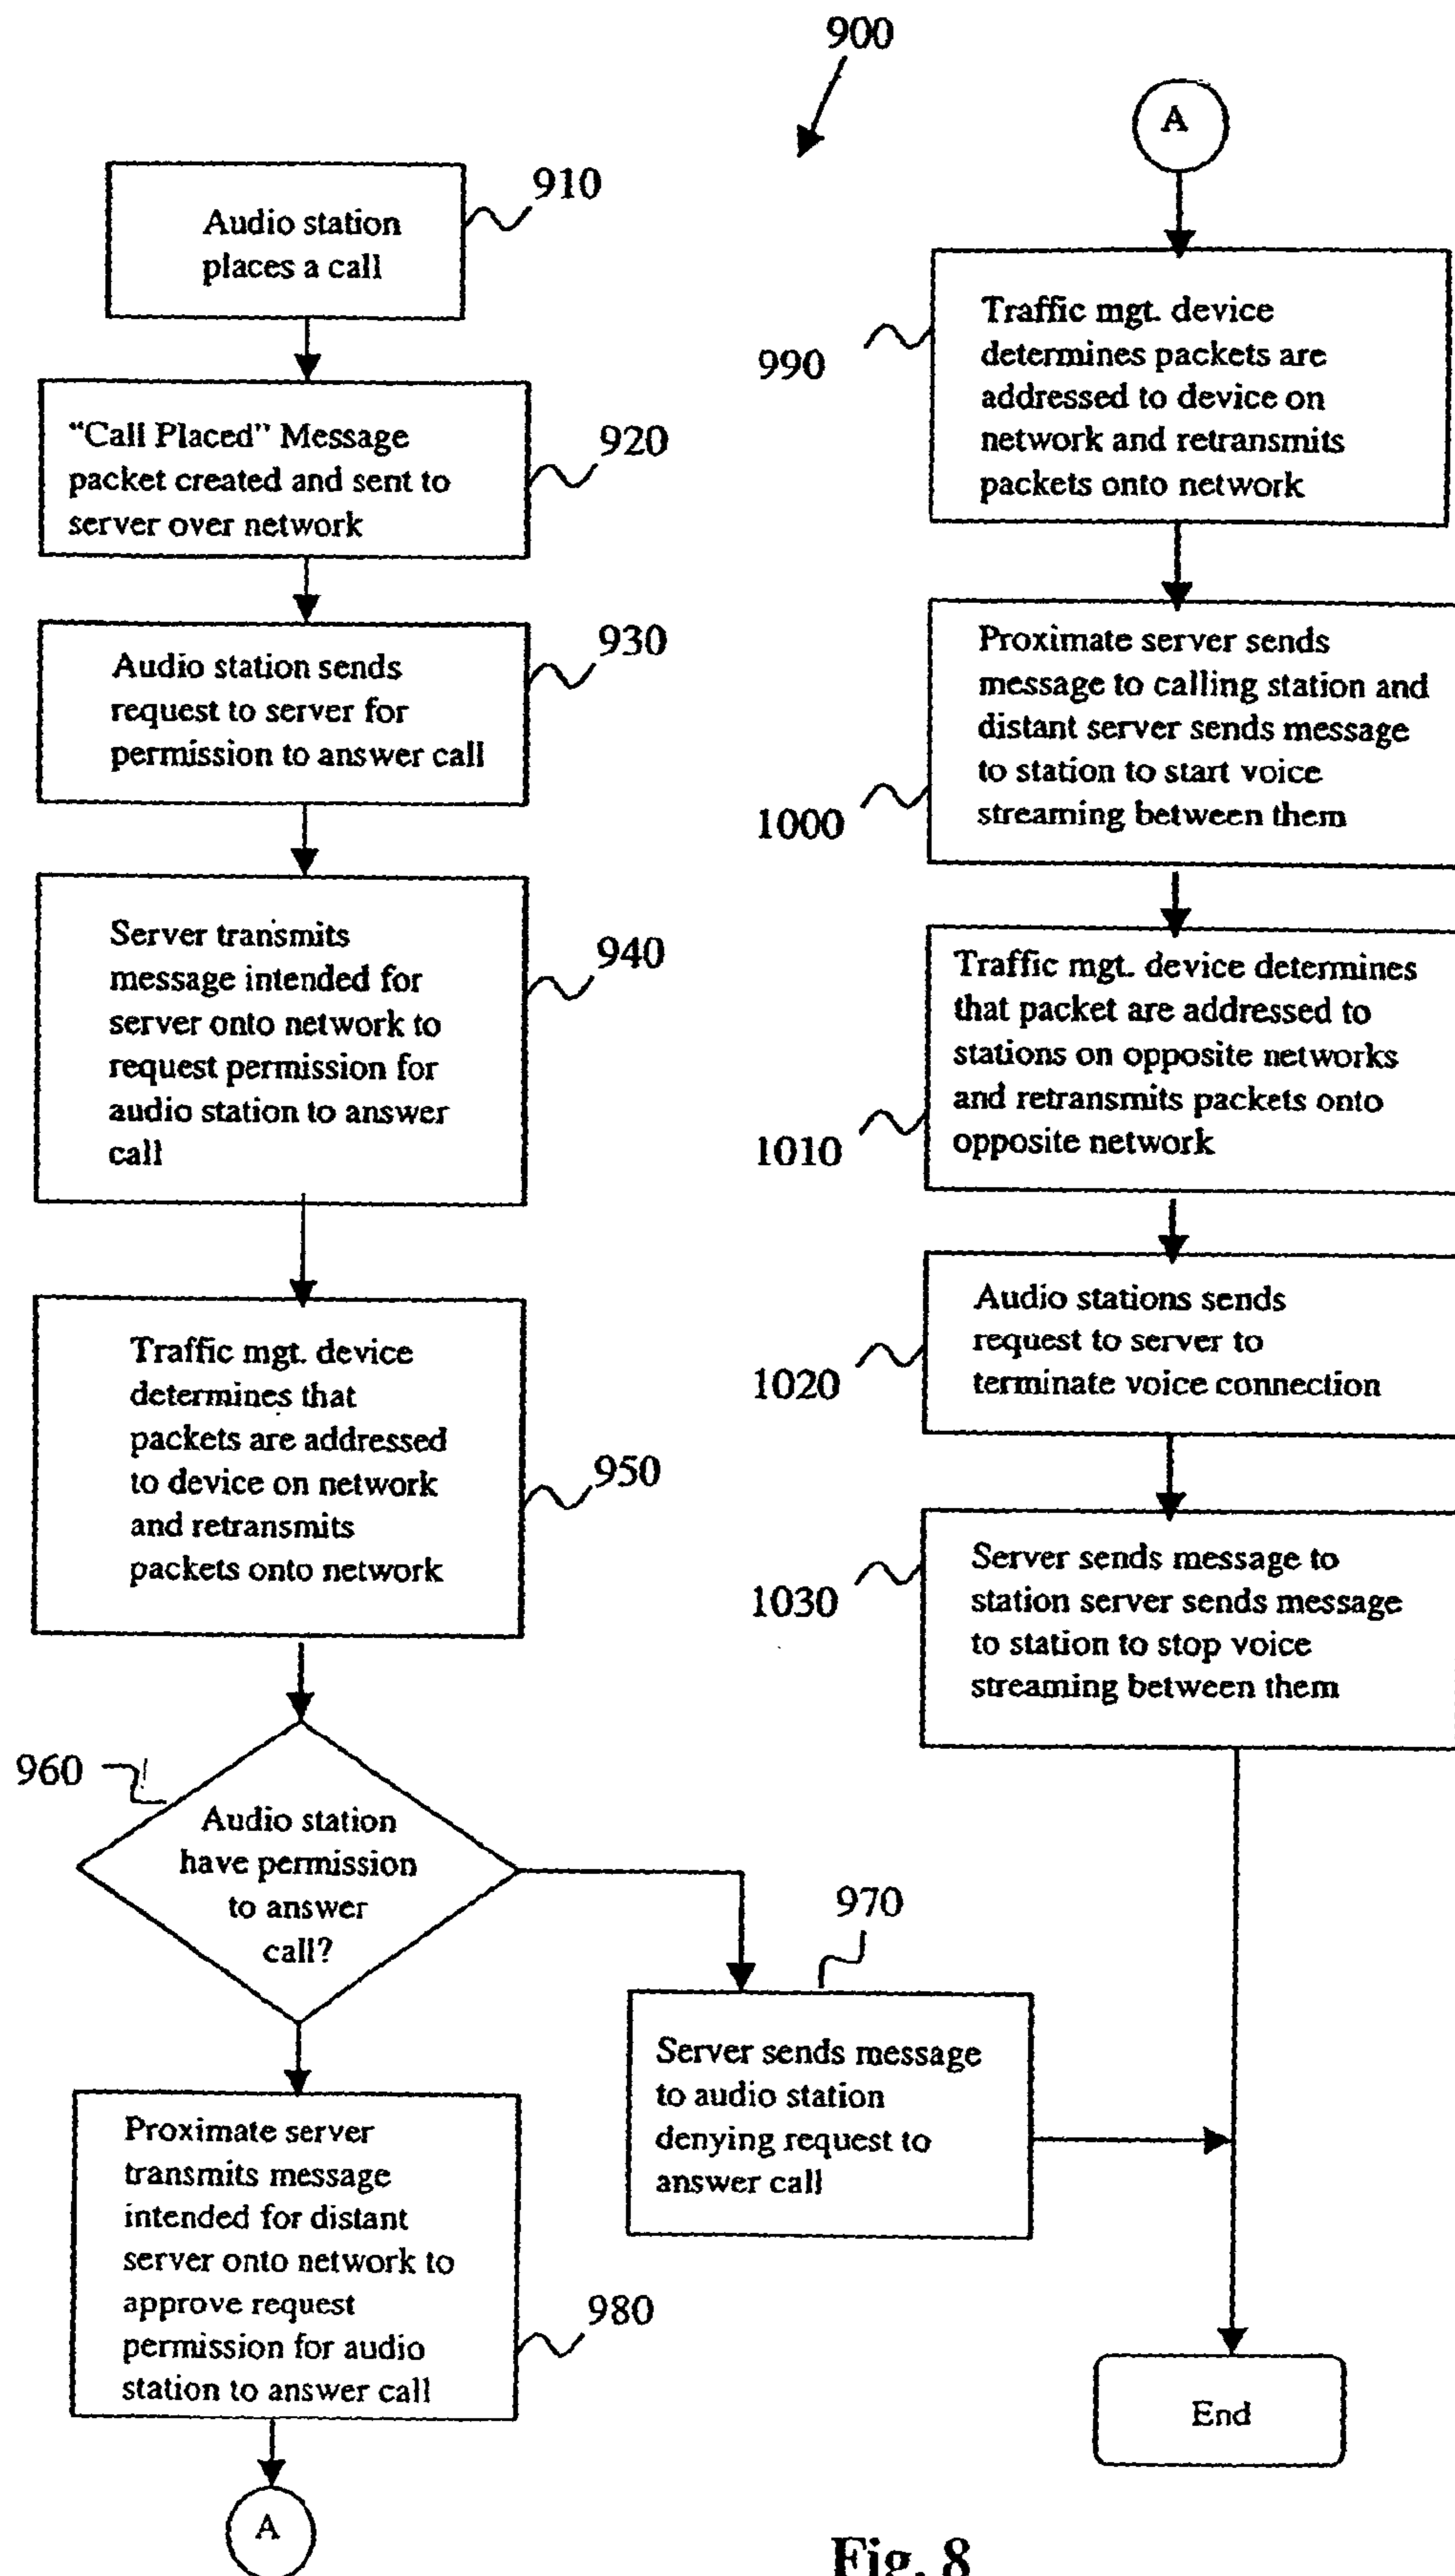 900
910
Audio station
places a call
920
“Call Placed” Message
packet created and sent to
server over network
930
Audio station sends
request to server for
permission to answer call
940
Server transmits
message intended for
server onto network to
request permission for
audio station to answer
call
950
Traffic mgt. device
determines that
packets are addressed
to device on network
and retransmits
packets onto network
960
Audio station
have permission
to answer
call?
970
Server sends message
to audio station
denying request to
answer call
980
Proximate server
transmits message
intended for distant
server onto network to
approve request
permission for audio
station to answer call
A
A
990
Traffic mgt. device
determines packets are
addressed to device on
network and retransmits
packets onto network
1000
Proximate server sends
message to calling station and
distant server sends message
to station to start voice
streaming between them
1010
Traffic mgt. device determines
that packet are addressed to
stations on opposite networks
and retransmits packets onto
opposite network
1020
Audio stations sends
request to server to
terminate voice connection
1030
Server sends message to
station server sends message
to station to stop voice
streaming between them
End
Fig. 8